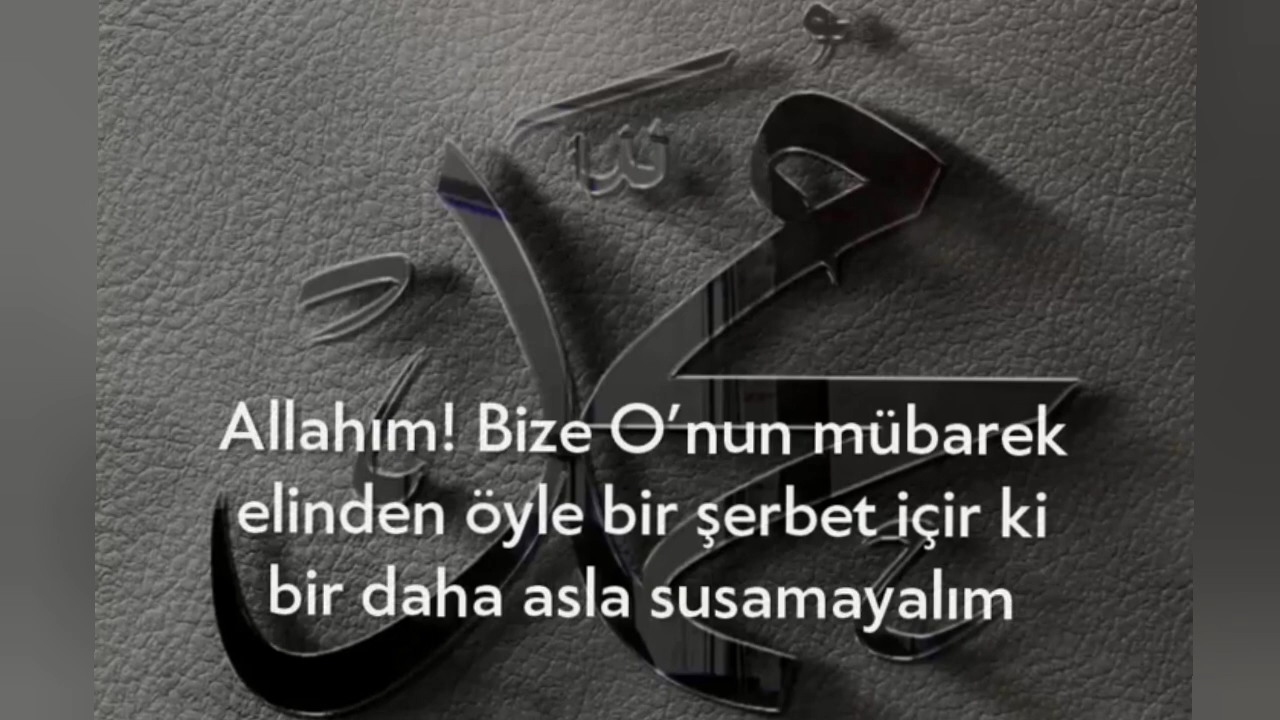 محمد
Allahım! Bize O'nun mübarek
elinden öyle bir şerbet içir ki
bir daha asla susamayalım